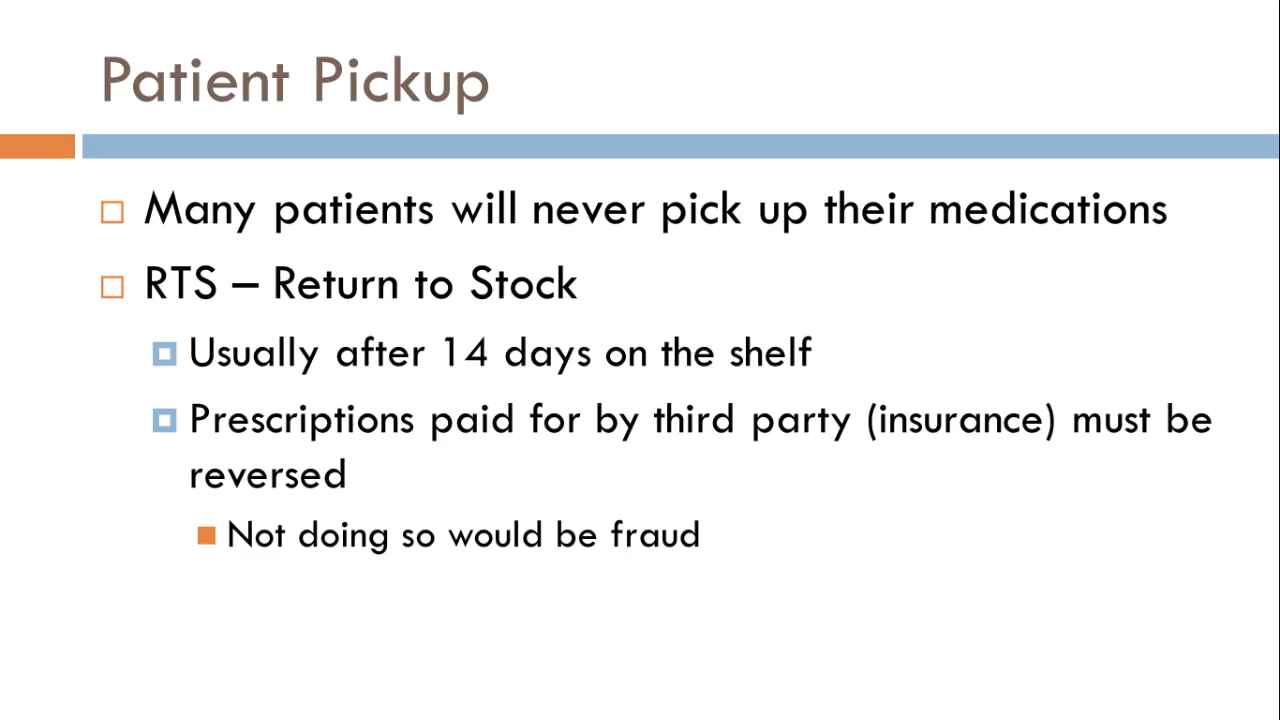 Patient Pickup
Many patients will never pick up their medications
RTS – Return to Stock
Usually after 14 days on the shelf
Prescriptions paid for by third party (insurance) must be
reversed
Not doing so would be fraud